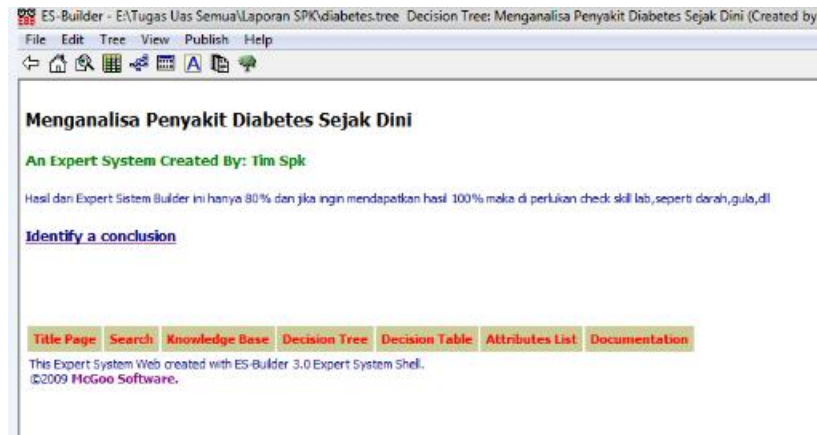 ES-Builder - E:\Tugas Uas Semua\Laporan SPK\diabetes.tree Decision Tree: Menganalisa Penyakit Diabetes Sejak Dini (Created by
File Edit Tree View Publish Help
A
Menganalisa Penyakit Diabetes Sejak Dini
An Expert System Created By: Tim Spk
Hasil dari Expert Sistem Builder ini hanya 80% dan jika ingin mendapatkan hasil 100% maka di perlukan check skill lab,seperti darah,gula,dll
Identify a conclusion
Title Page Search Knowledge Base Decision Tree Decision Table Attributes List Documentation
This Expert System Web created with ES-Builder 3.0 Expert System Shell.
©2009 McGoo Software.